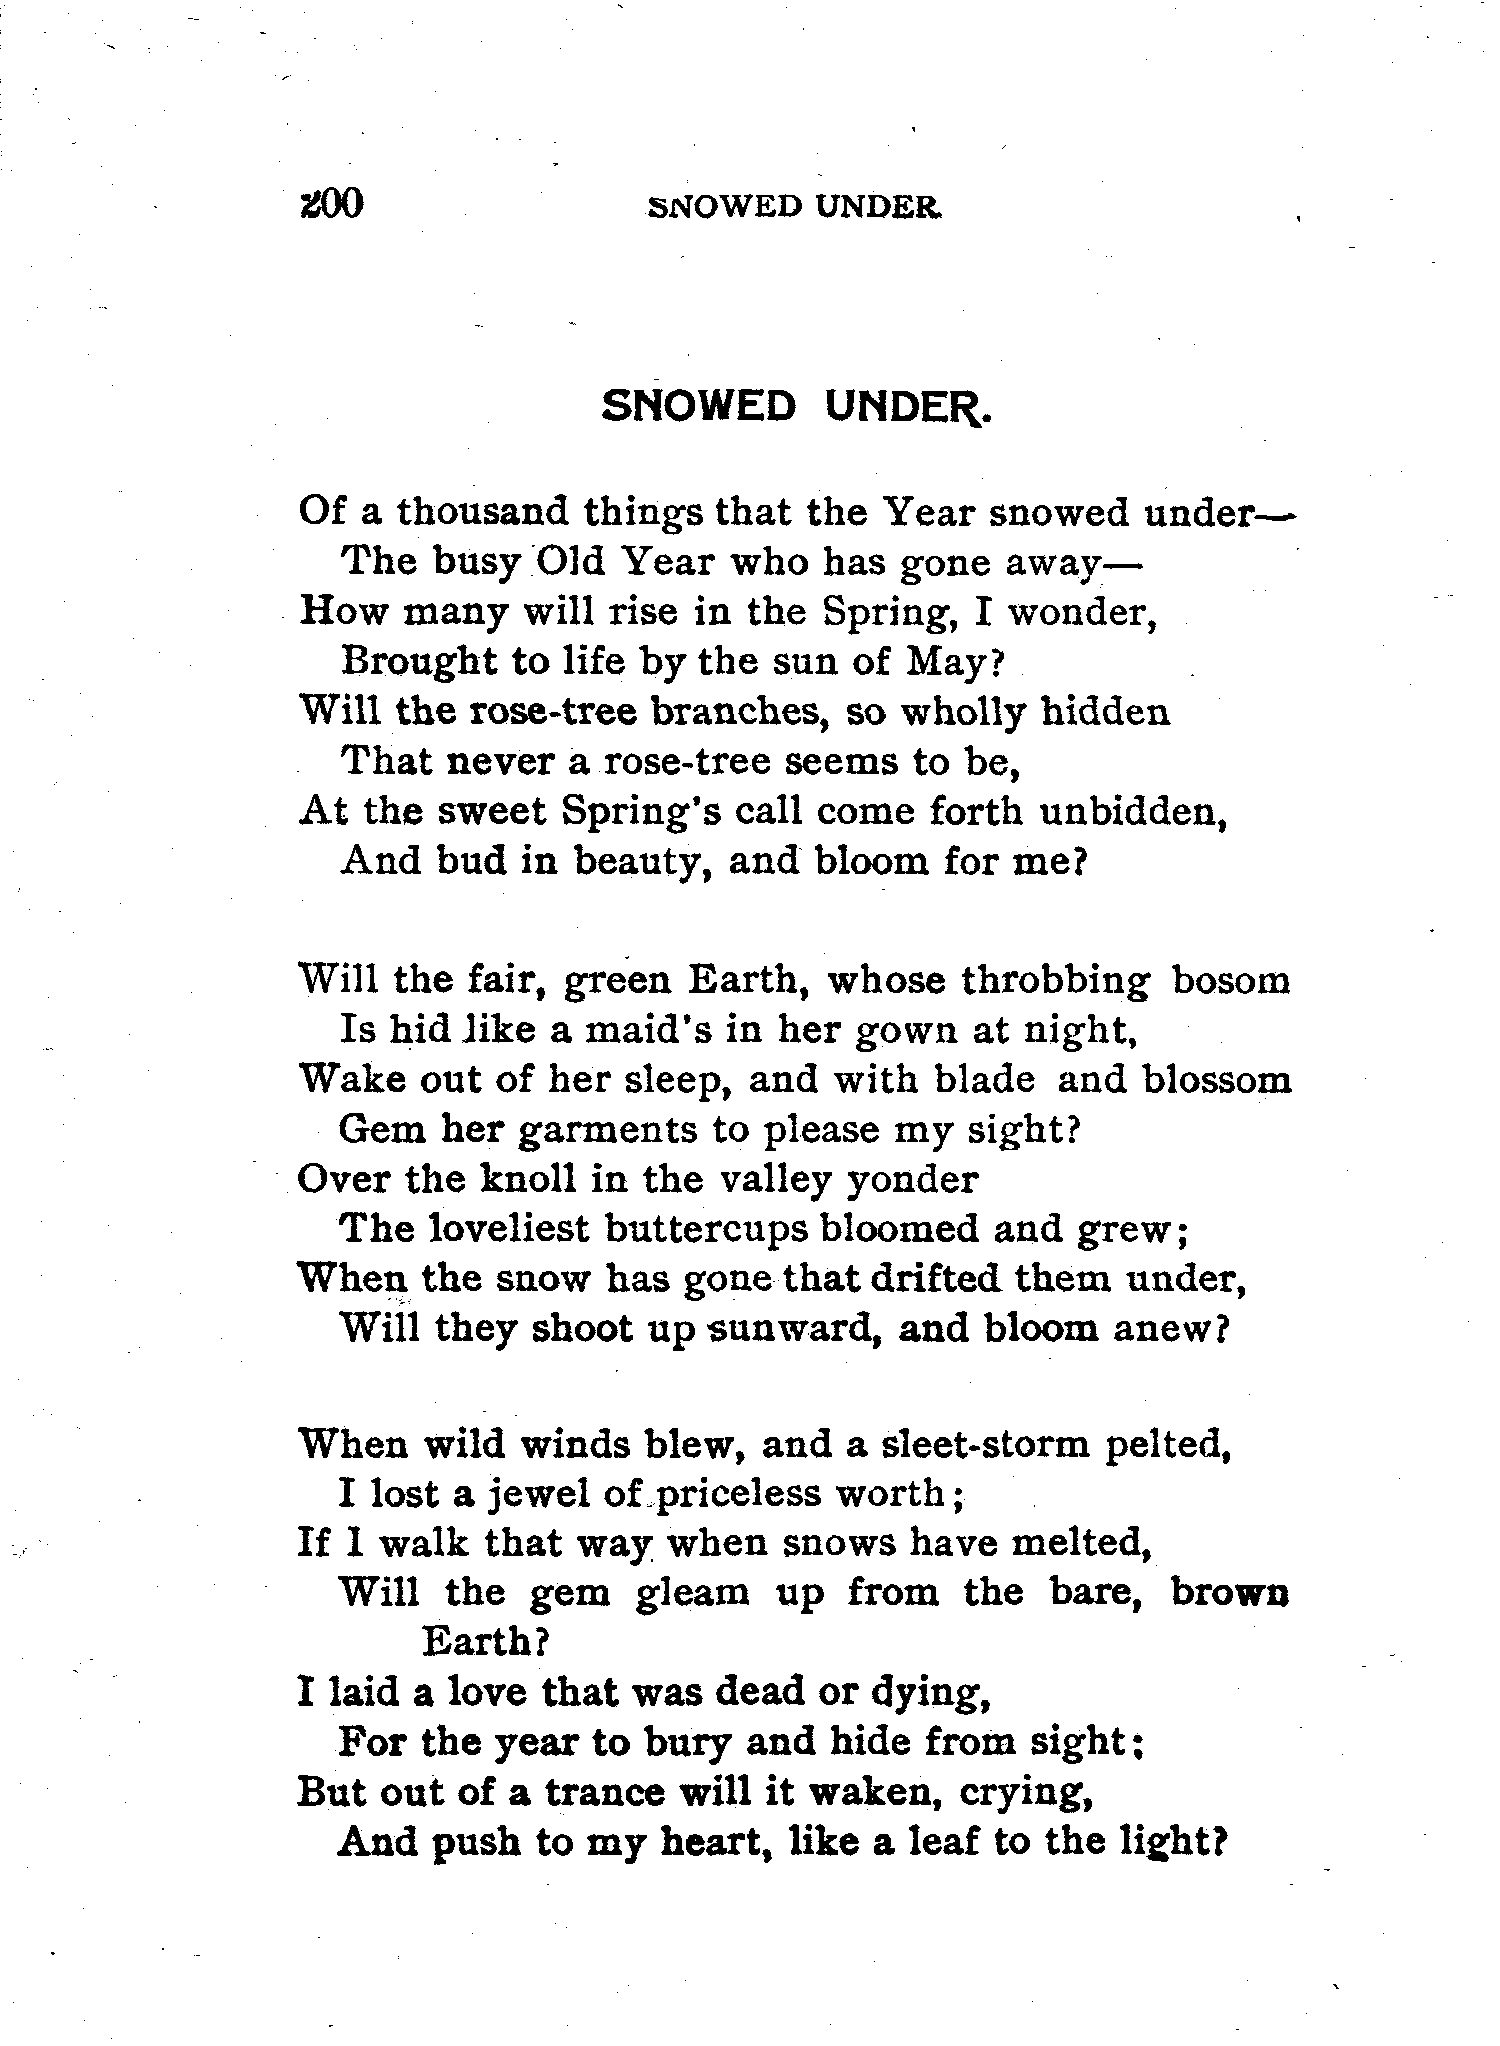 200 SNOWED UNDER.
SNOWED UNDER.
Of a thousand things that the Year snowed under—
The busy Old Year who has gone away—
How many will rise in the Spring, I wonder,
Brought to life by the sun of May?
Will the rose-tree branches, so wholly hidden
That never a rose-tree seems to be,
At the sweet Spring's call come forth unbidden,
And bud in beauty, and bloom for me?
Will the fair, green Earth, whose throbbing bosom
Is hid like a maid's in her gown at night,
Wake out of her sleep, and with blade and blossom
Gem her garments to please my sight?
Over the knoll in the valley yonder
The loveliest buttercups bloomed and grew;
When the snow has gone that drifted them under,
Will they shoot up sunward, and bloom anew?
When wild winds blew, and a sleet-storm pelted,
I lost a jewel of priceless worth;
If I walk that way when snows have melted,
Will the gem gleam up from the bare, brown
Earth?
I laid a love that was dead or dying,
For the year to bury and hide from sight;
But out of a trance will it waken, crying,
And push to my heart, like a leaf to the light?